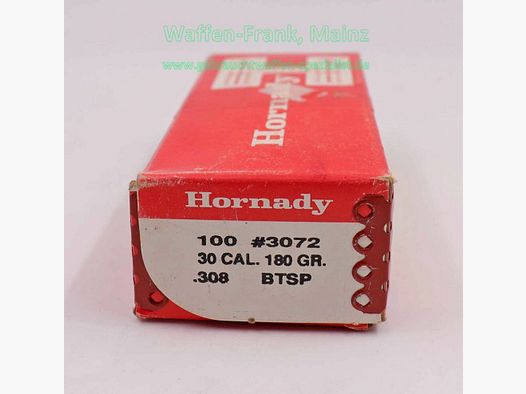 Waffen-Frank, Mainz
Hornady
Hornady
100 #3072
30 CAL. 180 GR.
.308 BTSP